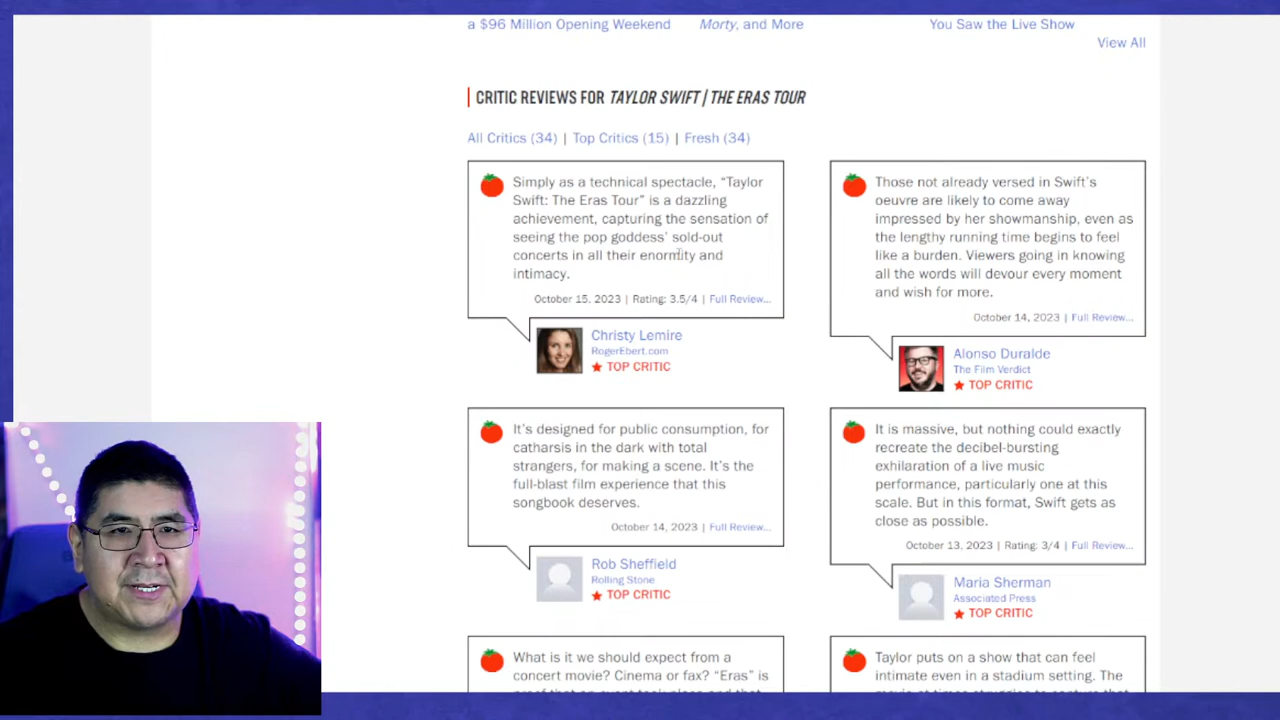 a $96 Million Opening Weekend
Morty, and More
You Saw the Live Show
View All
CRITIC REVIEWS FOR TAYLOR SWIFT | THE ERAS TOUR
All Critics (34) | Top Critics (15) | Fresh (34)
Simply as a technical spectacle, “Taylor
Swift: The Eras Tour” is a dazzling
achievement, capturing the sensation of
seeing the pop goddess’ sold-out
concerts in all their enormity and
intimacy.
October 15, 2023 | Rating: 3.5/4 | Full Review...
Christy Lemire
RogerEbert.com
TOP CRITIC
Those not already versed in Swift’s
oeuvre are likely to come away
impressed by her showmanship, even as
the lengthy running time begins to feel
like a burden. Viewers going in knowing
all the words will devour every moment
and wish for more.
October 14, 2023 | Full Review...
Alonso Duralde
The Film Verdict
TOP CRITIC
It’s designed for public consumption, for
catharsis in the dark with total
strangers, for making a scene. It’s the
full-blast film experience that this
songbook deserves.
October 14, 2023 | Full Review...
Rob Sheffield
Rolling Stone
TOP CRITIC
It is massive, but nothing could exactly
recreate the decibel-bursting
exhilaration of a live music
performance, particularly one at this
scale. But in this format, Swift gets as
close as possible.
October 13, 2023 | Rating: 3/4 | Full Review...
Maria Sherman
Associated Press
TOP CRITIC
What is it we should expect from a
concert movie? Cinema or fax? “Eras” is
Taylor puts on a show that can feel
intimate even in a stadium setting. The